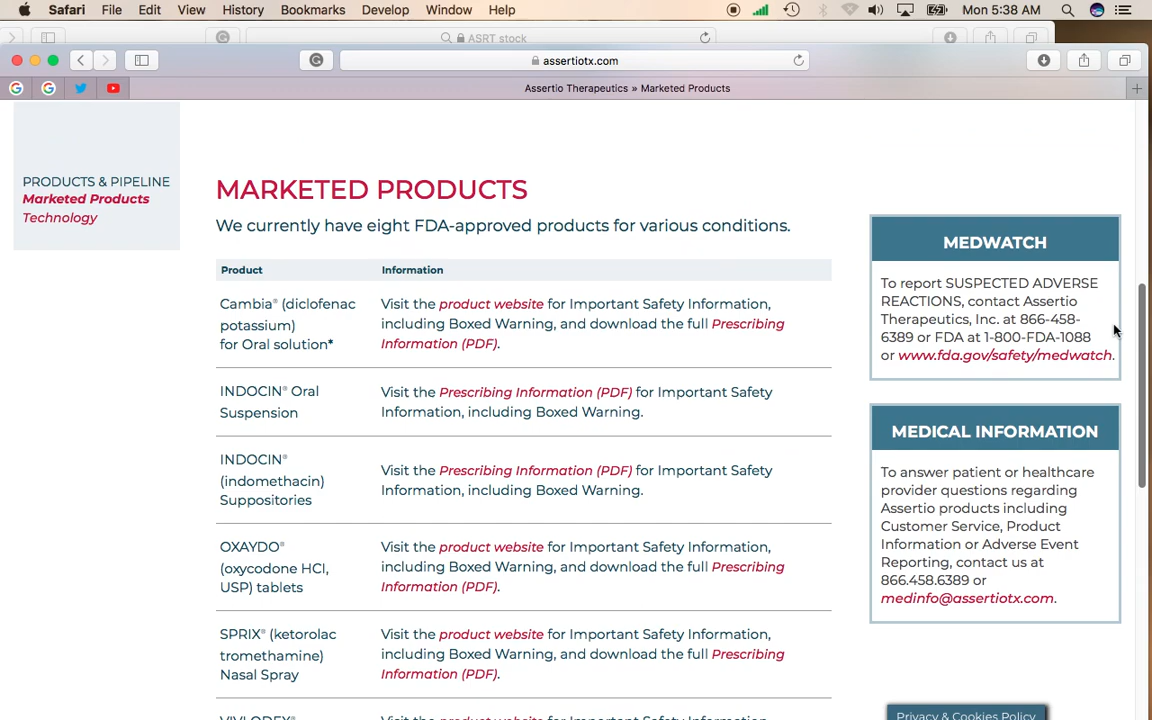 Safari File Edit View History Bookmarks Develop Window Help Mon 5:38 AM
ASRT stock
assertiotx.com
Assertio Therapeutics » Marketed Products
PRODUCTS & PIPELINE
Marketed Products
Technology
MARKETED PRODUCTS
We currently have eight FDA-approved products for various conditions.
Product Information
Cambia® (diclofenac
potassium)
for Oral solution*
Visit the product website for Important Safety Information,
including Boxed Warning, and download the full Prescribing
Information (PDF).
INDOCIN® Oral
Suspension
Visit the Prescribing Information (PDF) for Important Safety
Information, including Boxed Warning.
INDOCIN®
(indomethacin)
Suppositories
Visit the Prescribing Information (PDF) for Important Safety
Information, including Boxed Warning.
OXAYDO®
(oxycodone HCI,
USP) tablets
Visit the product website for Important Safety Information,
including Boxed Warning, and download the full Prescribing
Information (PDF).
SPRIX® (ketorolac
tromethamine)
Nasal Spray
Visit the product website for Important Safety Information,
including Boxed Warning, and download the full Prescribing
Information (PDF).
VIVLODEX®
Visit the product website for Important Safety Information,
MEDWATCH
To report SUSPECTED ADVERSE
REACTIONS, contact Assertio
Therapeutics, Inc. at 866-458-
6389 or FDA at 1-800-FDA-1088
or www.fda.gov/safety/medwatch.
MEDICAL INFORMATION
To answer patient or healthcare
provider questions regarding
Assertio products including
Customer Service, Product
Information or Adverse Event
Reporting, contact us at
866.458.6389 or
medinfo@assertiotx.com.
Privacy & Cookies Policy